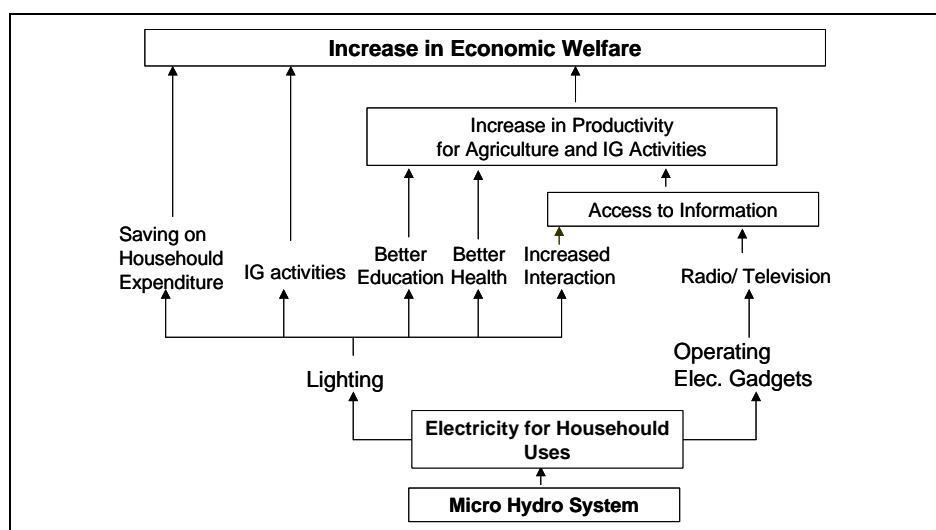 Increase in Economic Welfare
Increase in Productivity
for Agriculture and IG Activities
Access to Information
Saving on
Househould
Expenditure
IG activities
Better
Education
Better
Health
Increased
Interaction
Radio/ Television
Lighting
Operating
Elec. Gadgets
Electricity for Househould
Uses
Micro Hydro System